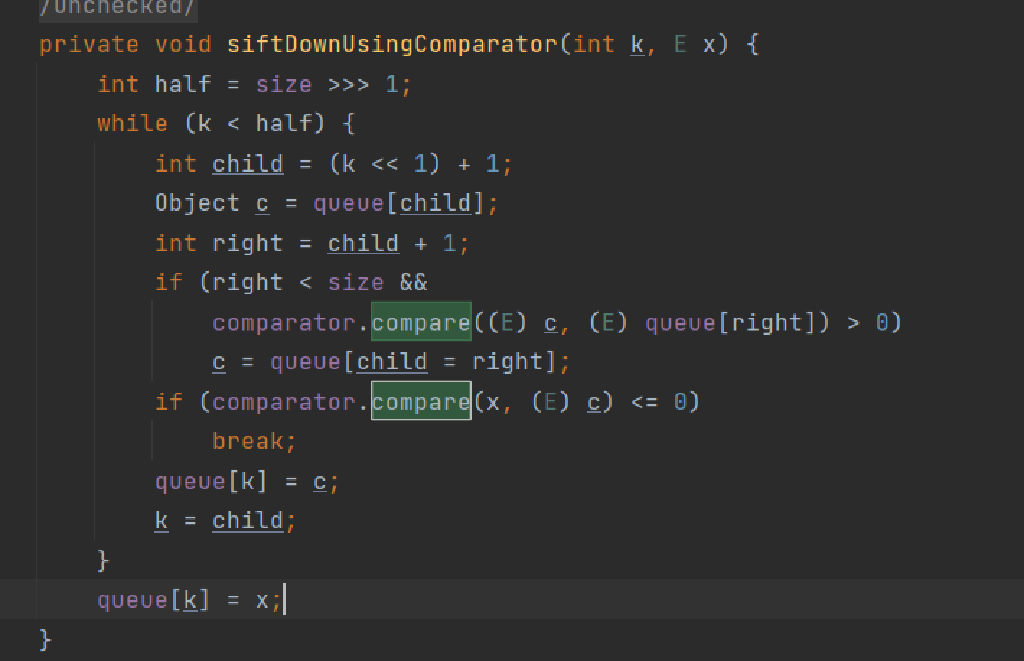 /unchecked/
private void siftDownUsingComparator(int k, E x) {
    int half = size >>> 1;
    while (k < half) {
        int child = (k << 1) + 1;
        Object c = queue[child];
        int right = child + 1;
        if (right < size &&
            comparator.compare((E) c, (E) queue[right]) > 0)
            c = queue[child = right];
        if (comparator.compare(x, (E) c) <= 0)
            break;
        queue[k] = c;
        k = child;
    }
    queue[k] = x;
}